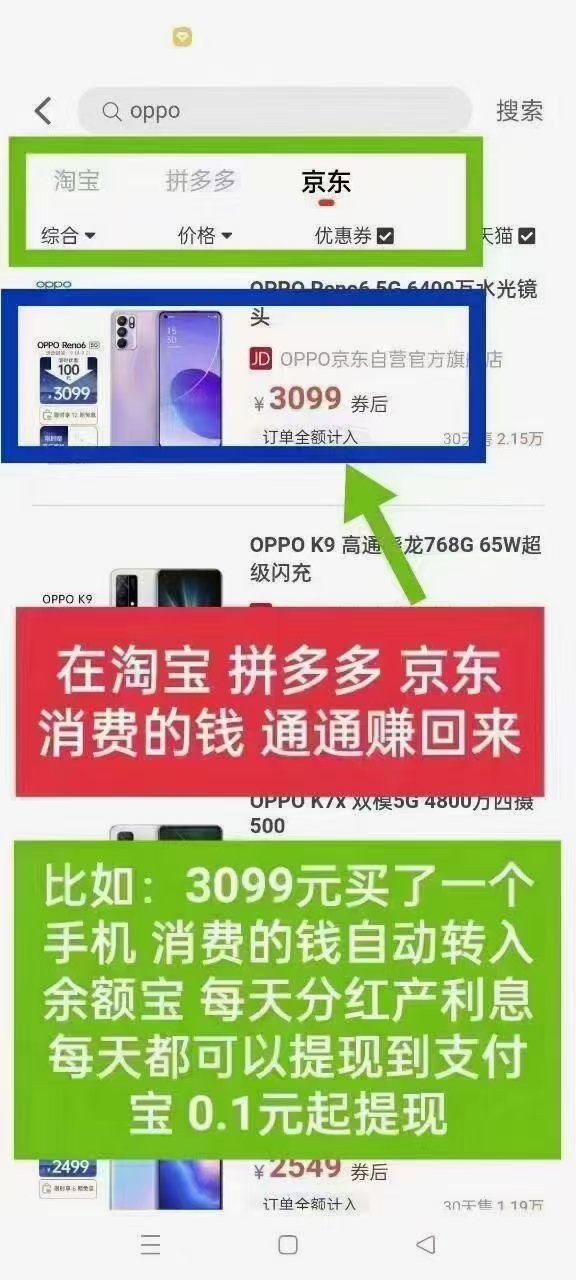 oppo
搜索
淘宝 拼多多 京东
综合 价格 优惠券 天猫
oppo
OPPO Reno6 5G 6400万水光镜
头
OPPO Reno6 5G
100
3099
JD OPPO京东自营官方旗舰店
¥3099 券后
订单全额计入
30天售 2.15万
OPPO K9 高通骁龙768G 65W超
级闪充
OPPO K9
在淘宝 拼多多 京东
消费的钱 通通赚回来
OPPO K7x 双模5G 4800万四摄
500
比如：3099元买了一个
手机 消费的钱自动转入
余额宝 每天分红产利息
每天都可以提现到支付
宝 0.1元起提现
2499
¥2549 券后
订单全额计入
30天售 1.19万